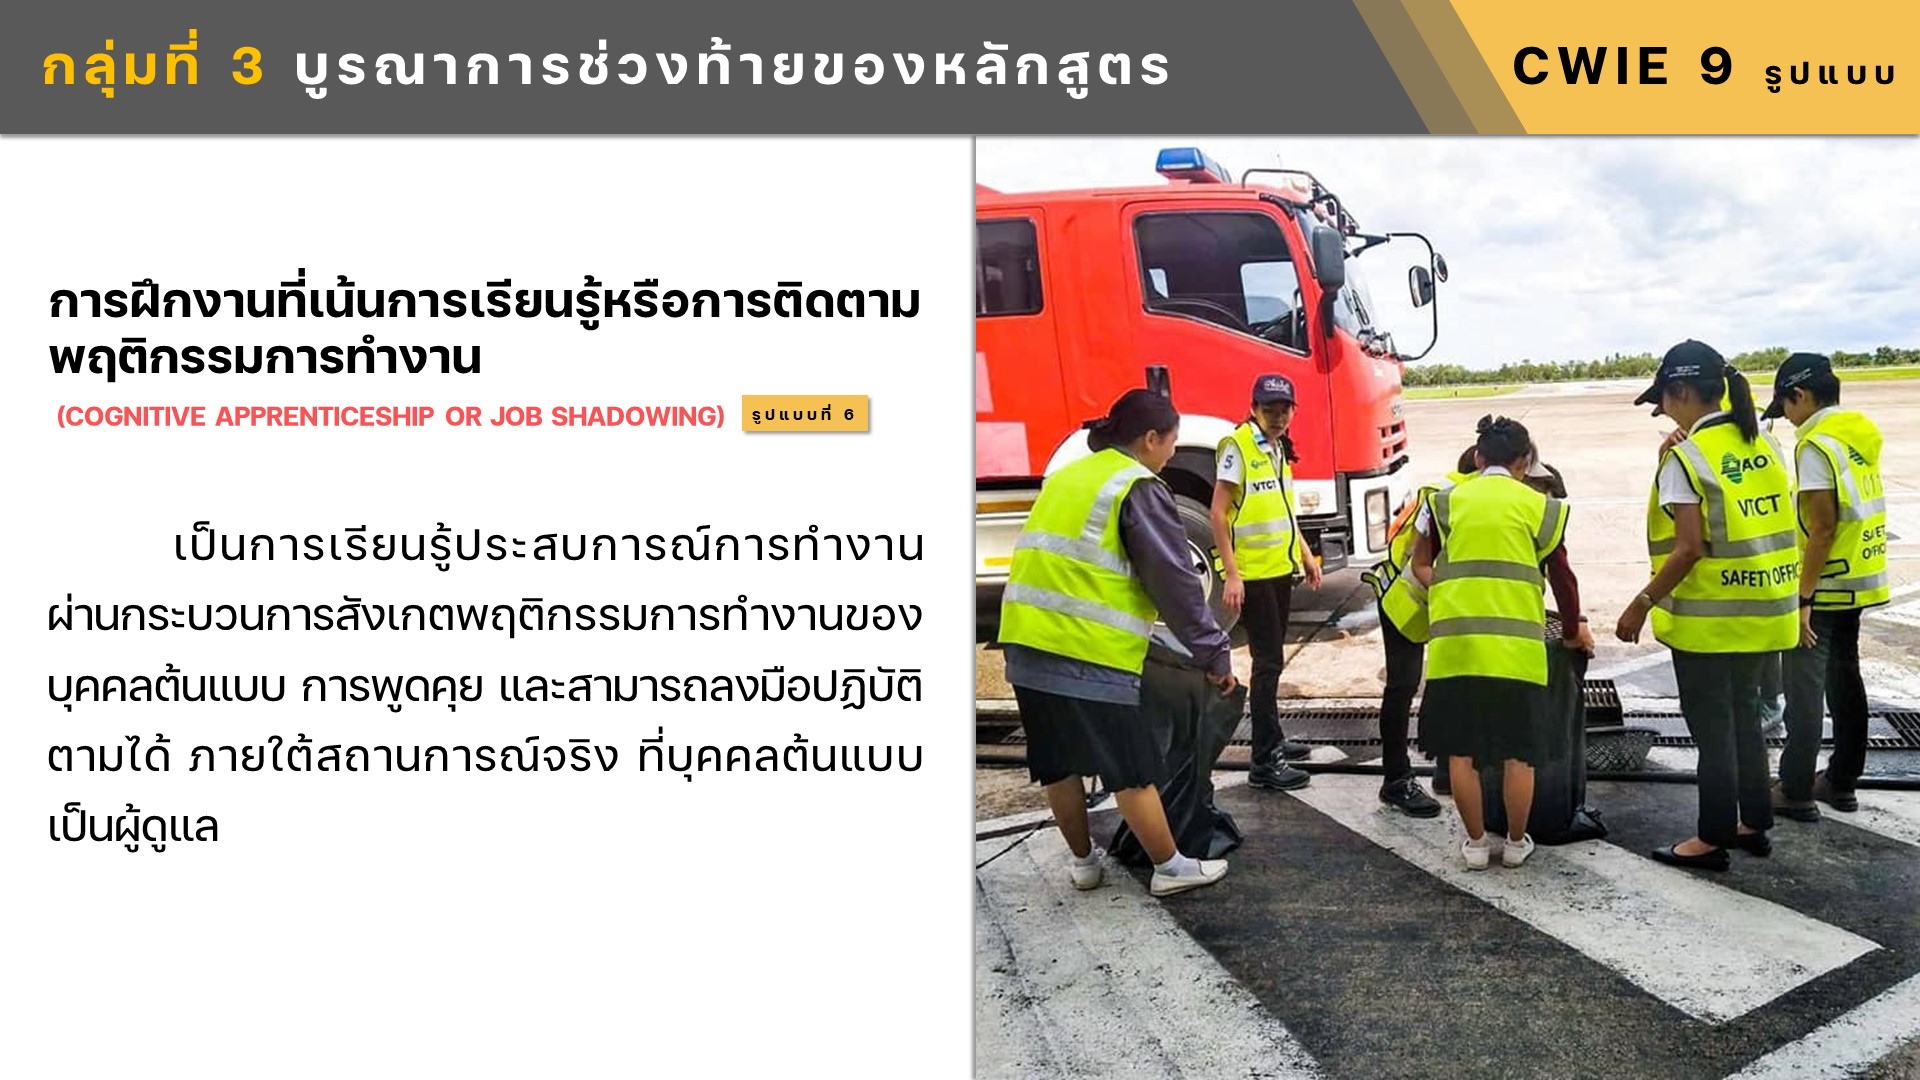 กลุ่มที่ 3 บูรณาการช่วงท้ายของหลักสูตร
CWIE 9 รูปแบบ
การฝึกงานที่เน้นการเรียนรู้หรือการติดตาม
พฤติกรรมการทำงาน
(COGNITIVE APPRENTICESHIP OR JOB SHADOWING)
รูปแบบที่ 6
เป็นการเรียนรู้ประสบการณ์การทำงาน
ผ่านกระบวนการสังเกตพฤติกรรมการทำงานของ
บุคคลต้นแบบ การพูดคุย และสามารถลงมือปฏิบัติ
ตามได้ ภายใต้สถานการณ์จริง ที่บุคคลต้นแบบ
เป็นผู้ดูแล
5
VTCT
AOT
VTCT
SAFETY OFFIC